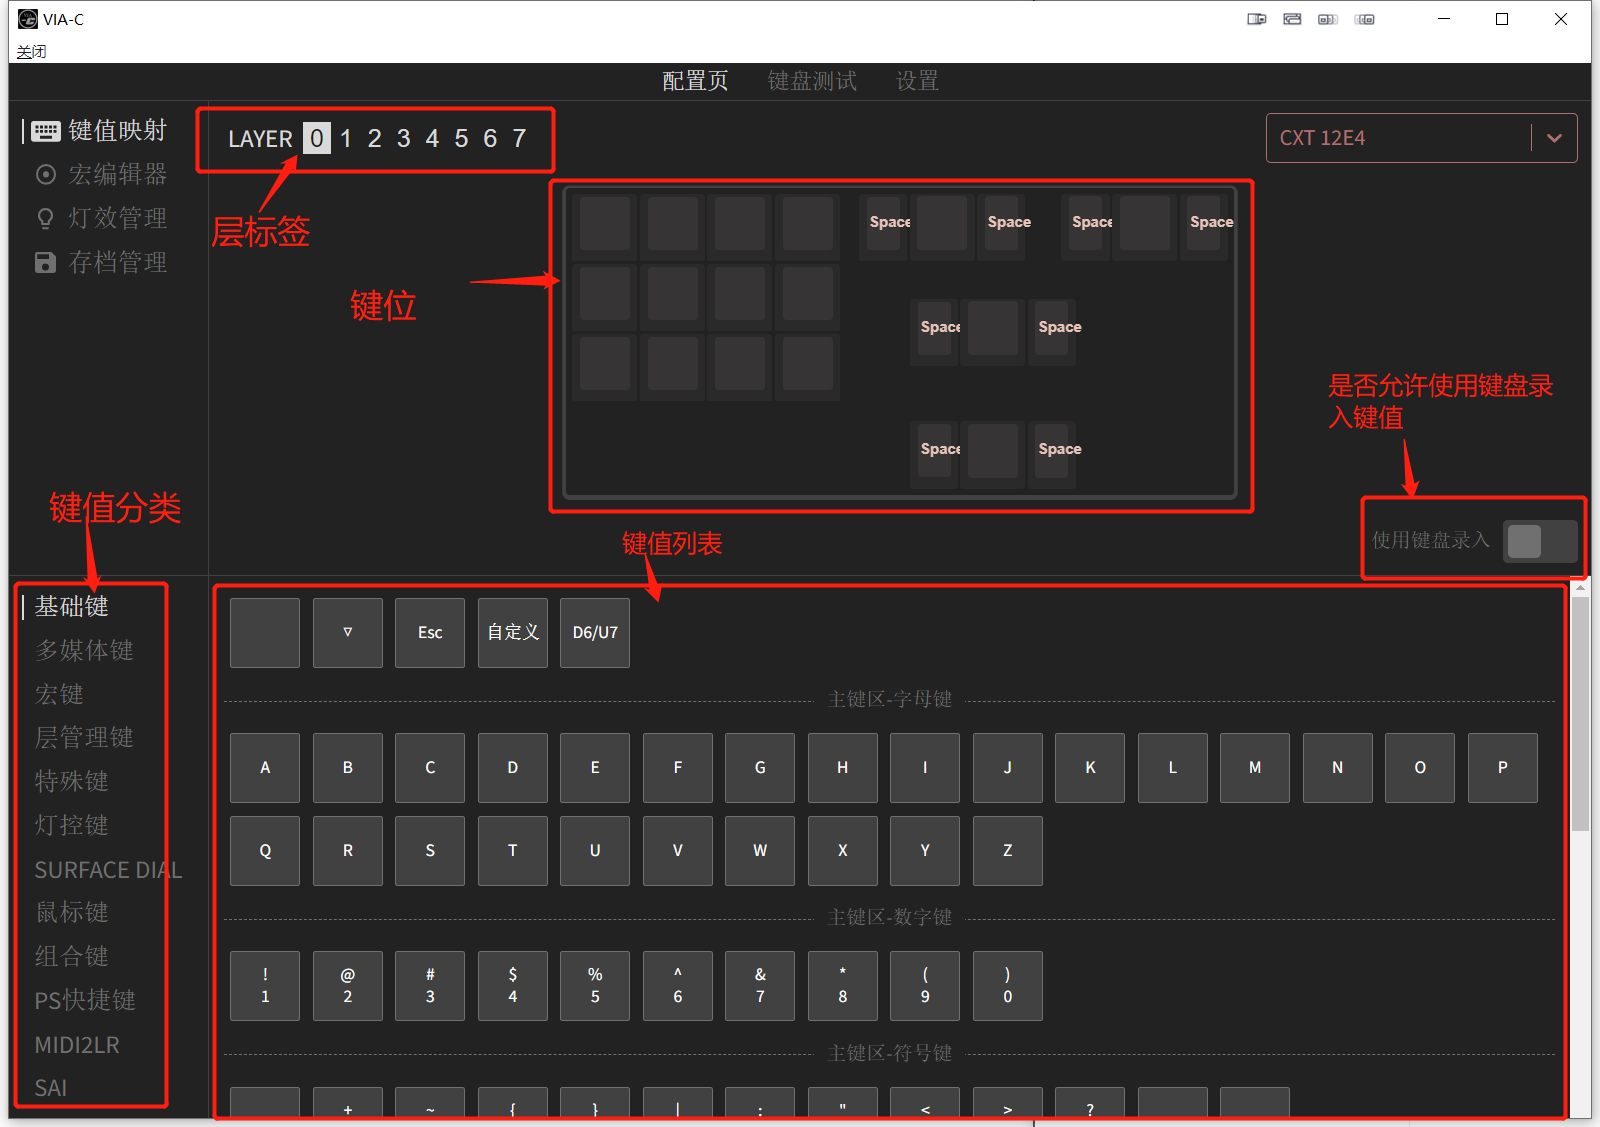 VIA-C
关闭
配置页 键盘测试 设置
键值映射
宏编辑器
灯效管理
存档管理
LAYER 0 1 2 3 4 5 6 7
CXT 12E4
层标签
键位
Space Space Space Space
Space Space
Space Space
是否允许使用键盘录
入键值
使用键盘录入
键值分类
键值列表
基础键
多媒体键
宏键
层管理键
特殊键
灯控键
SURFACE DIAL
鼠标键
组合键
PS快捷键
MIDI2LR
SAI
▽ Esc 自定义 D6/U7
主键区-字母键
A B C D E F G H I J K L M N O P
Q R S T U V W X Y Z
主键区-数字键
! @ # $ % ^ & * ( )
1 2 3 4 5 6 7 8 9 0
主键区-符号键
+ ~ { } | : " < > ?